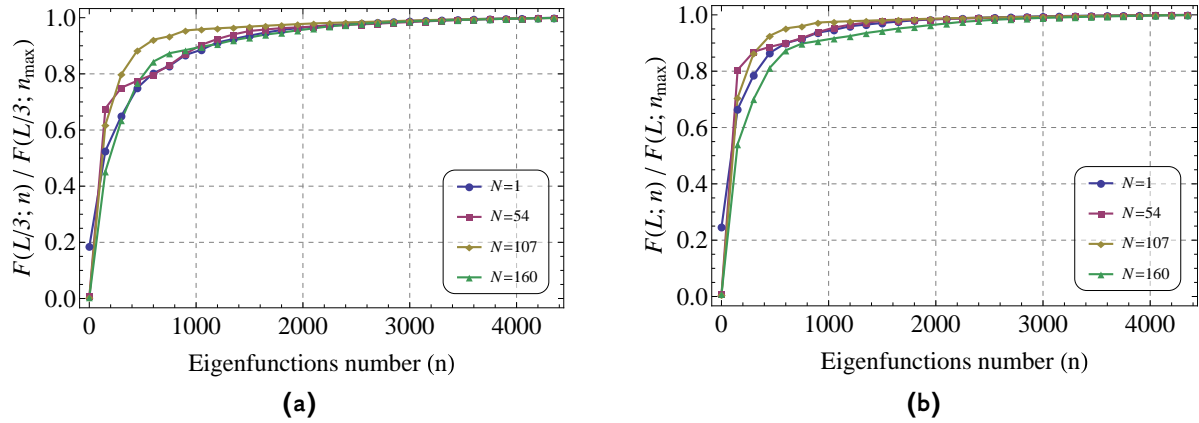 F(L/3; n) / F(L/3; n_max)
1.0
0.8
0.6
0.4
0.2
0.0
N=1
N=54
N=107
N=160
0 1000 2000 3000 4000
Eigenfunctions number (n)
(a)
F(L; n) / F(L; n_max)
1.0
0.8
0.6
0.4
0.2
0.0
N=1
N=54
N=107
N=160
0 1000 2000 3000 4000
Eigenfunctions number (n)
(b)